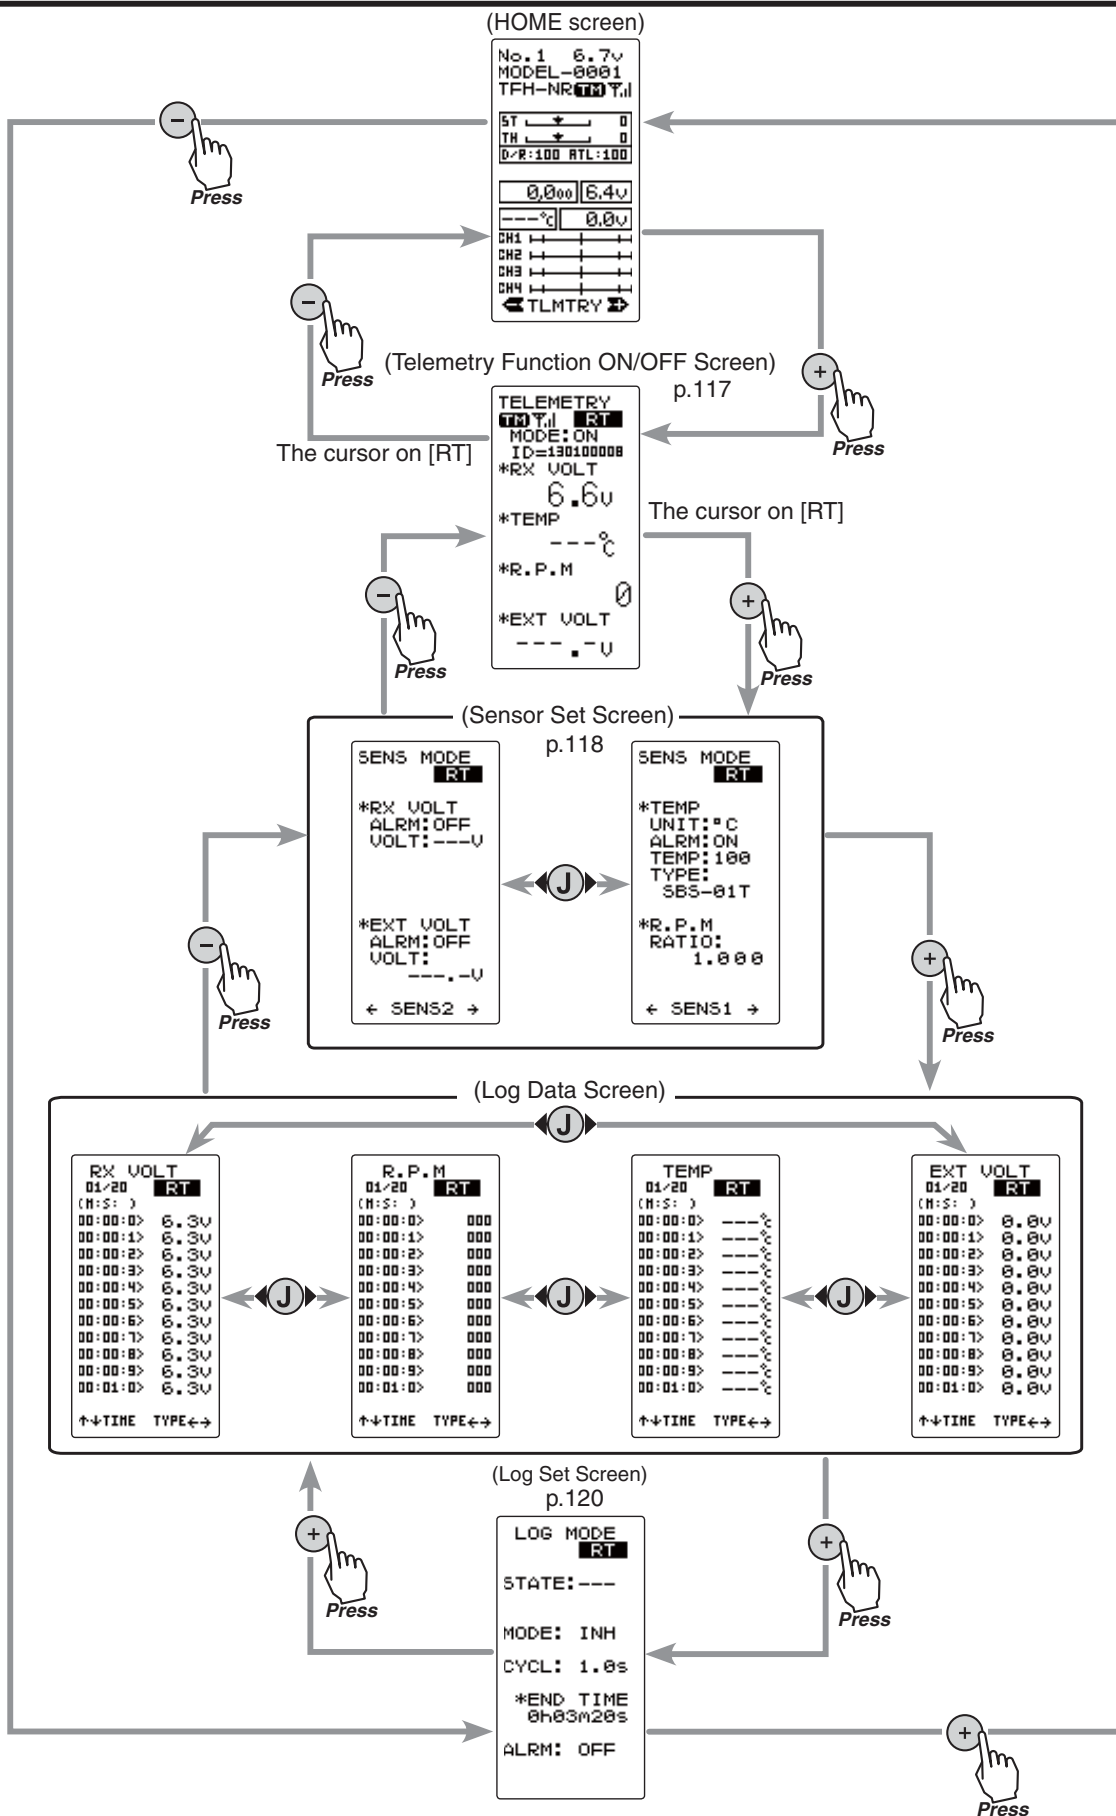 (HOME screen)
No.1 6.7v
MODEL-0001
TFH-NR TM
ST 0
TH 0
D/R:100 ATL:100
0,000 6.4v
---°C 0.0v
CH1
CH2
CH3
CH4
- TLMTRY +
-
Press
-
Press
+
Press
(Telemetry Function ON/OFF Screen)
p.117
TELEMETRY
TM RT
MODE:ON
ID=130100008
*RX VOLT
6.6v
*TEMP
---°C
*R.P.M
0
*EXT VOLT
---.-v
The cursor on [RT]
The cursor on [RT]
-
Press
+
Press
(Sensor Set Screen)
p.118
SENS MODE
RT
*RX VOLT
ALRM:OFF
VOLT:---V
*EXT VOLT
ALRM:OFF
VOLT:
---.-V
← SENS2 →
J
SENS MODE
RT
*TEMP
UNIT:°C
ALRM:ON
TEMP:100
TYPE:
SBS-01T
*R.P.M
RATIO:
1.000
← SENS1 →
-
Press
+
Press
(Log Data Screen)
J
RX VOLT
01/20 RT
(M:S: )
00:00:0> 6.3v
00:00:1> 6.3v
00:00:2> 6.3v
00:00:3> 6.3v
00:00:4> 6.3v
00:00:5> 6.3v
00:00:6> 6.3v
00:00:7> 6.3v
00:00:8> 6.3v
00:00:9> 6.3v
00:01:0> 6.3v
↑↓TIME TYPE←→
J
R.P.M
01/20 RT
(M:S: )
00:00:0> 000
00:00:1> 000
00:00:2> 000
00:00:3> 000
00:00:4> 000
00:00:5> 000
00:00:6> 000
00:00:7> 000
00:00:8> 000
00:00:9> 000
00:01:0> 000
↑↓TIME TYPE←→
J
TEMP
01/20 RT
(M:S: )
00:00:0> ---°C
00:00:1> ---°C
00:00:2> ---°C
00:00:3> ---°C
00:00:4> ---°C
00:00:5> ---°C
00:00:6> ---°C
00:00:7> ---°C
00:00:8> ---°C
00:00:9> ---°C
00:01:0> ---°C
↑↓TIME TYPE←→
J
EXT VOLT
01/20 RT
(M:S: )
00:00:0> 0.0v
00:00:1> 0.0v
00:00:2> 0.0v
00:00:3> 0.0v
00:00:4> 0.0v
00:00:5> 0.0v
00:00:6> 0.0v
00:00:7> 0.0v
00:00:8> 0.0v
00:00:9> 0.0v
00:01:0> 0.0v
↑↓TIME TYPE←→
(Log Set Screen)
p.120
LOG MODE
RT
STATE:---
MODE: INH
CYCL: 1.0s
*END TIME
0h03m20s
ALRM: OFF
+
Press
+
Press
+
Press